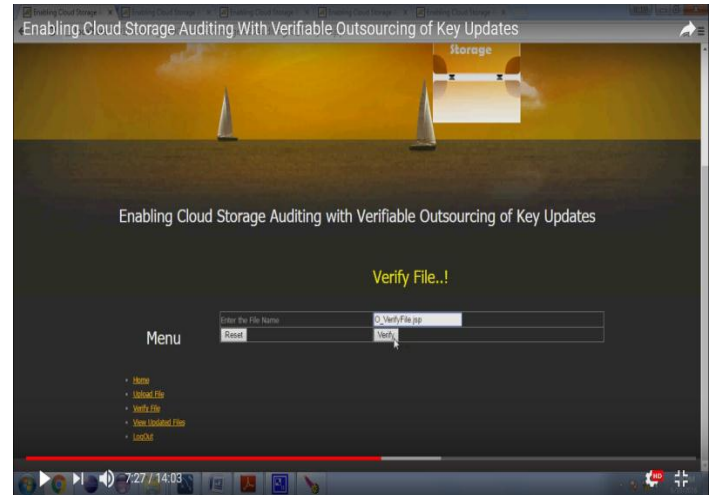 Enabling Cloud Storage Auditing With Verifiable Outsourcing of Key Updates
Storage
Enabling Cloud Storage Auditing with Verifiable Outsourcing of Key Updates
Verify File..!
Enter the File Name
O_VerifyFile.jsp
Reset
Verify
Menu
Home
Upload File
Verify File
View Updated Files
LogOut
7:27 / 14:03
HD